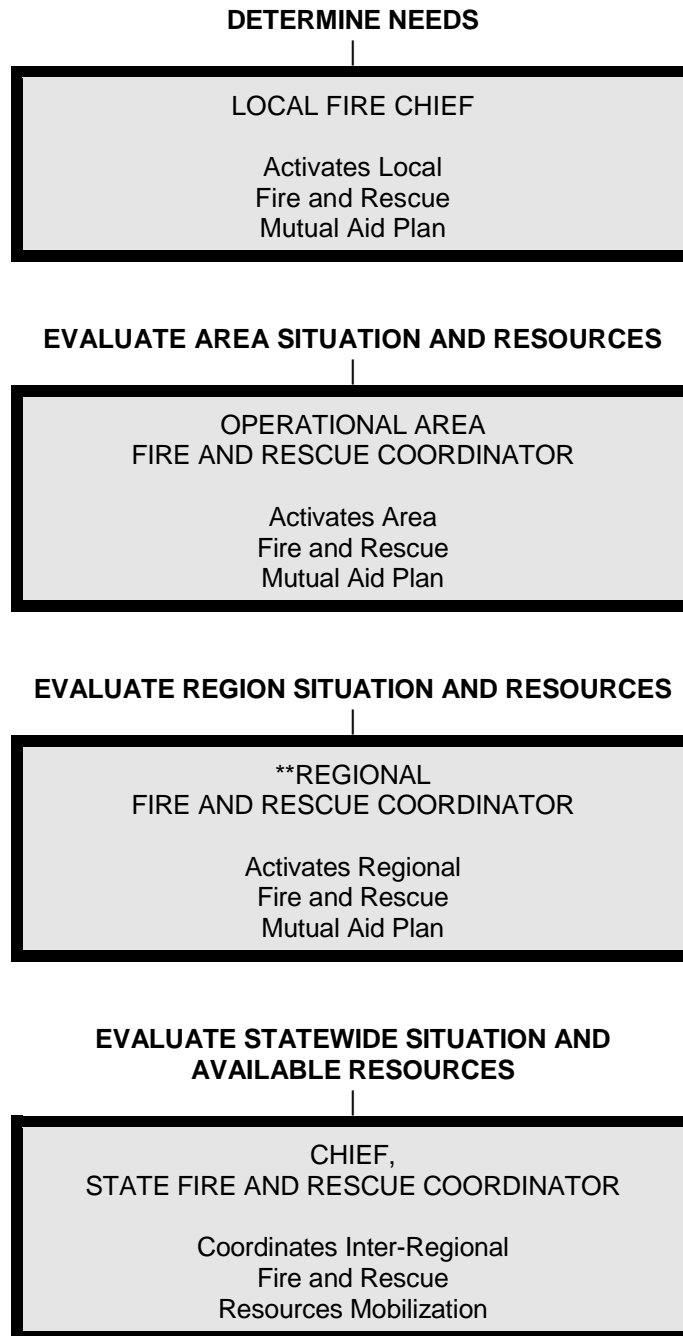 DETERMINE NEEDS
LOCAL FIRE CHIEF
Activates Local
Fire and Rescue
Mutual Aid Plan
EVALUATE AREA SITUATION AND RESOURCES
OPERATIONAL AREA
FIRE AND RESCUE COORDINATOR
Activates Area
Fire and Rescue
Mutual Aid Plan
EVALUATE REGION SITUATION AND RESOURCES
**REGIONAL
FIRE AND RESCUE COORDINATOR
Activates Regional
Fire and Rescue
Mutual Aid Plan
EVALUATE STATEWIDE SITUATION AND
AVAILABLE RESOURCES
CHIEF,
STATE FIRE AND RESCUE COORDINATOR
Coordinates Inter-Regional
Fire and Rescue
Resources Mobilization